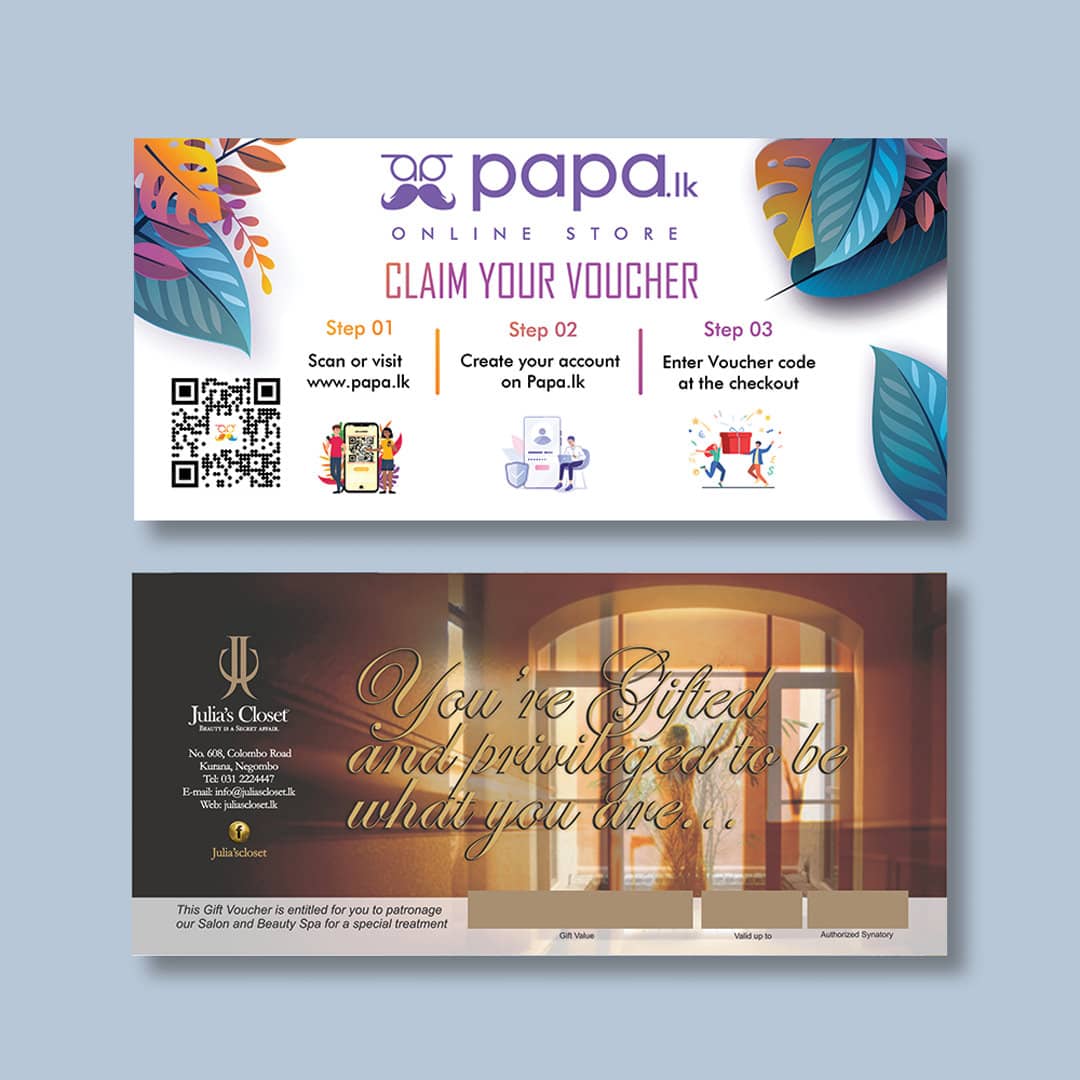 papa.lk
ONLINE STORE
CLAIM YOUR VOUCHER
Step 01
Scan or visit
www.papa.lk
Step 02
Create your account
on Papa.lk
Step 03
Enter Voucher code
at the checkout
Julia's Closet
BEAUTY IS A SECRET AFFAIR.
No. 608, Colombo Road
Kurana, Negombo
Tel: 031 2224447
E-mail: info@juliascloset.lk
Web: juliascloset.lk
f
Julia'scloset
You're Gifted
and privileged to be
what you are...
This Gift Voucher is entitled for you to patronage
our Salon and Beauty Spa for a special treatment
Gift Value
Valid up to
Authorized Synatory